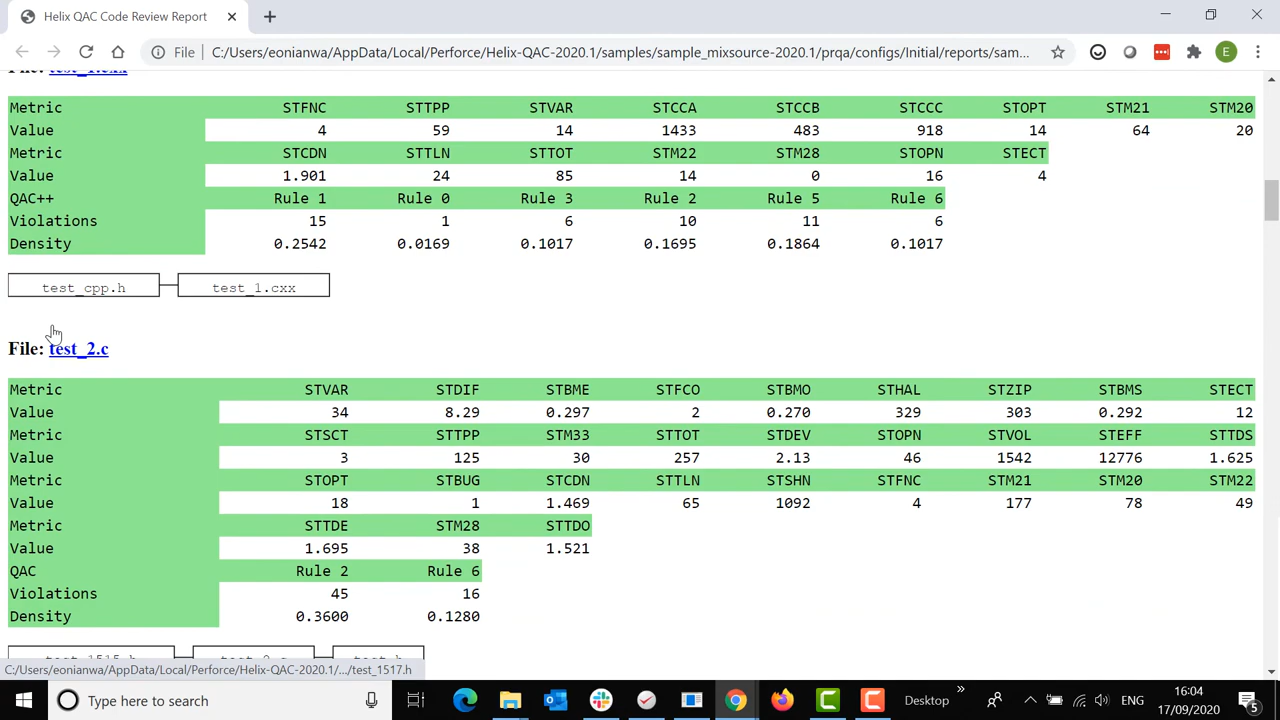 Helix QAC Code Review Report
File C:/Users/eonianwa/AppData/Local/Perforce/Helix-QAC-2020.1/samples/sample_mixsource-2020.1/prqa/configs/Initial/reports/sam... E
File: test_1.cxx
Metric STFNC STTPP STVAR STCCA STCCB STCCC STOPT STM21 STM20
Value 4 59 14 1433 483 918 14 64 20
Metric STCDN STTLN STTOT STM22 STM28 STOPN STECT
Value 1.901 24 85 14 0 16 4
QAC++ Rule 1 Rule 0 Rule 3 Rule 2 Rule 5 Rule 6
Violations 15 1 6 10 11 6
Density 0.2542 0.0169 0.1017 0.1695 0.1864 0.1017
test_cpp.h test_1.cxx
File: test_2.c
Metric STVAR STDIF STBME STFCO STBMO STHAL STZIP STBMS STECT
Value 34 8.29 0.297 2 0.270 329 303 0.292 12
Metric STSCT STTPP STM33 STTOT STDEV STOPN STVOL STEFF STTDS
Value 3 125 30 257 2.13 46 1542 12776 1.625
Metric STOPT STBUG STCDN STTLN STSHN STFNC STM21 STM20 STM22
Value 18 1 1.469 65 1092 4 177 78 49
Metric STTDE STM28 STTDO
Value 1.695 38 1.521
QAC Rule 2 Rule 6
Violations 45 16
Density 0.3600 0.1280
test_1515.h test_2.c test.h
C:/Users/eonianwa/AppData/Local/Perforce/Helix-QAC-2020.1/.../test_1517.h
Type here to search Desktop ENG 16:04
17/09/2020 5